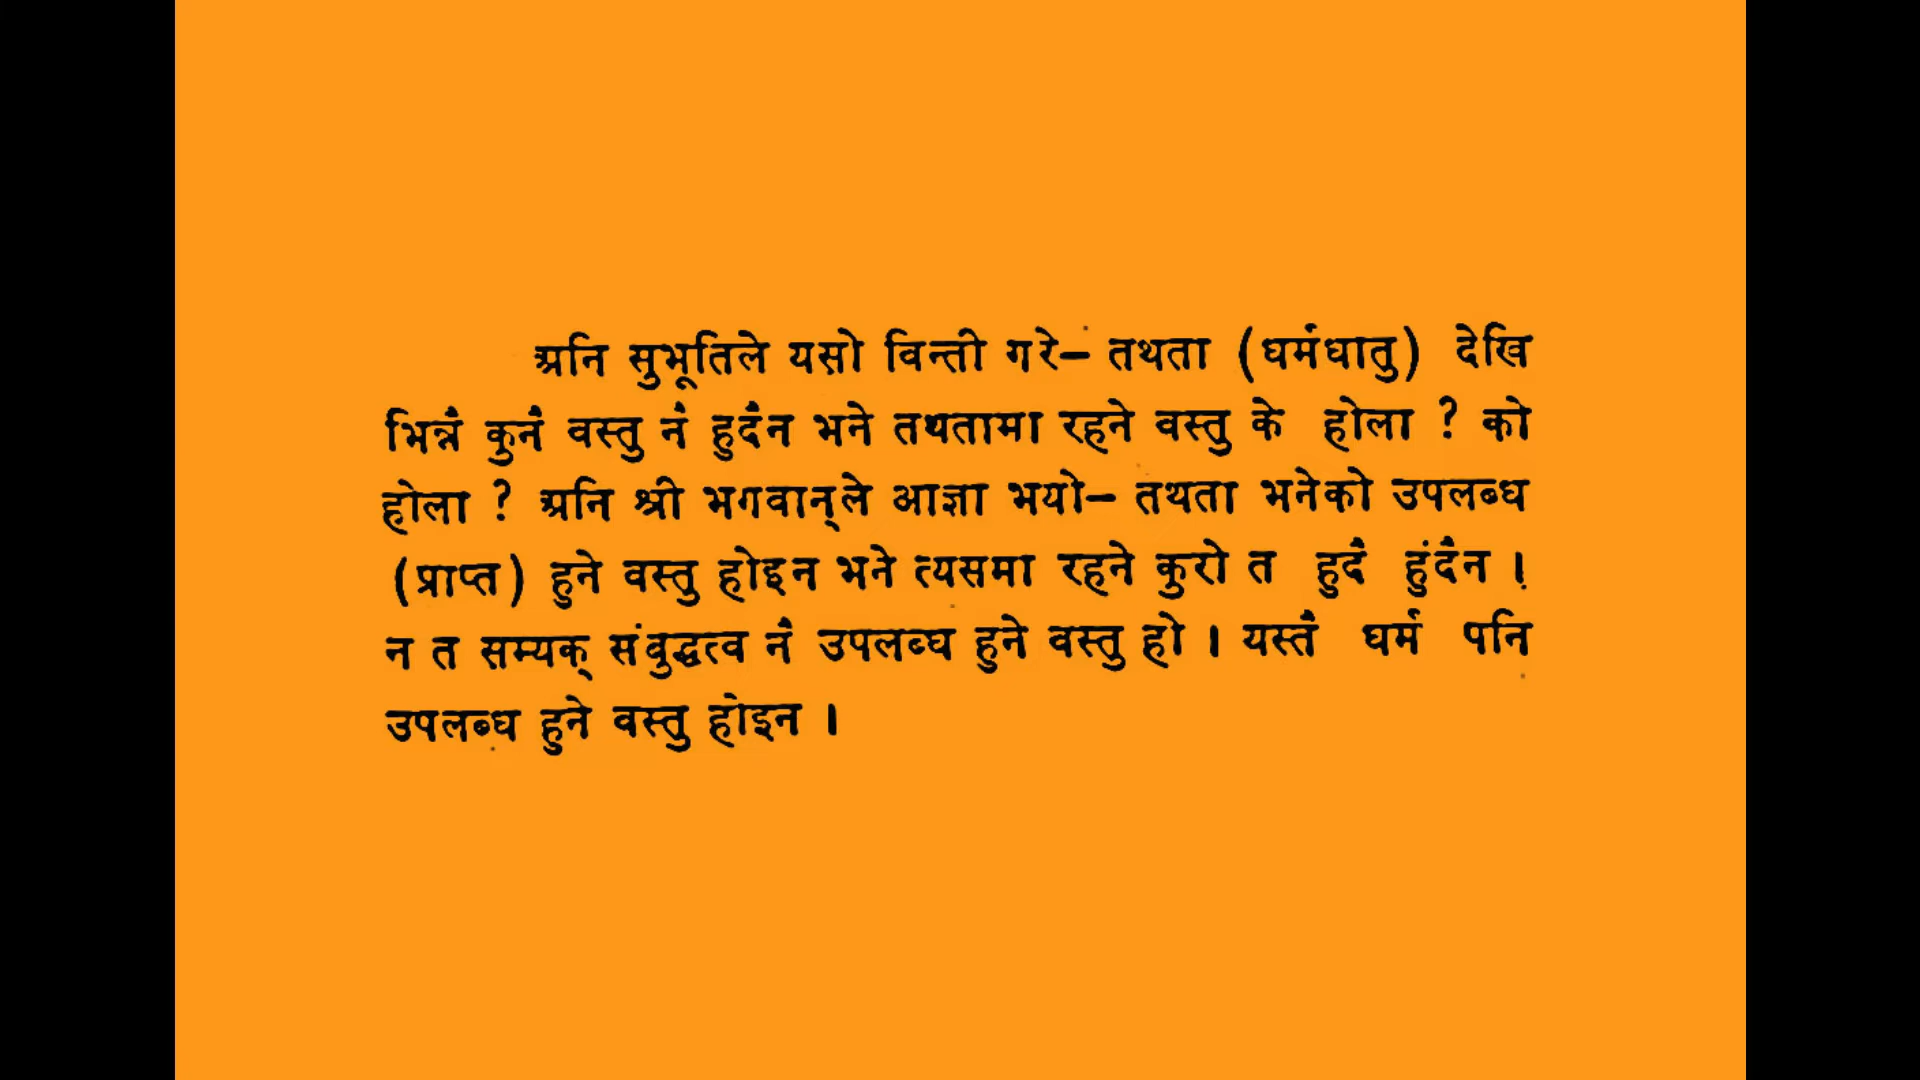 अनि सुभूतिले यसो विन्ती गरे– तथता (धर्मधातु) देखि
भिन्नै कुनै वस्तु नै हुदैन भने तथतामा रहने वस्तु के होला ? को
होला ? अनि श्री भगवान्‌ले आज्ञा भयो– तथता भनेको उपलब्ध
(प्राप्त) हुने वस्तु होइन भने त्यसमा रहने कुरो त हुदै हुंदैन ।
न त सम्यक् संवुद्धत्व नै उपलब्ध हुने वस्तु हो । यस्तै धर्म पनि
उपलब्ध हुने वस्तु होइन ।